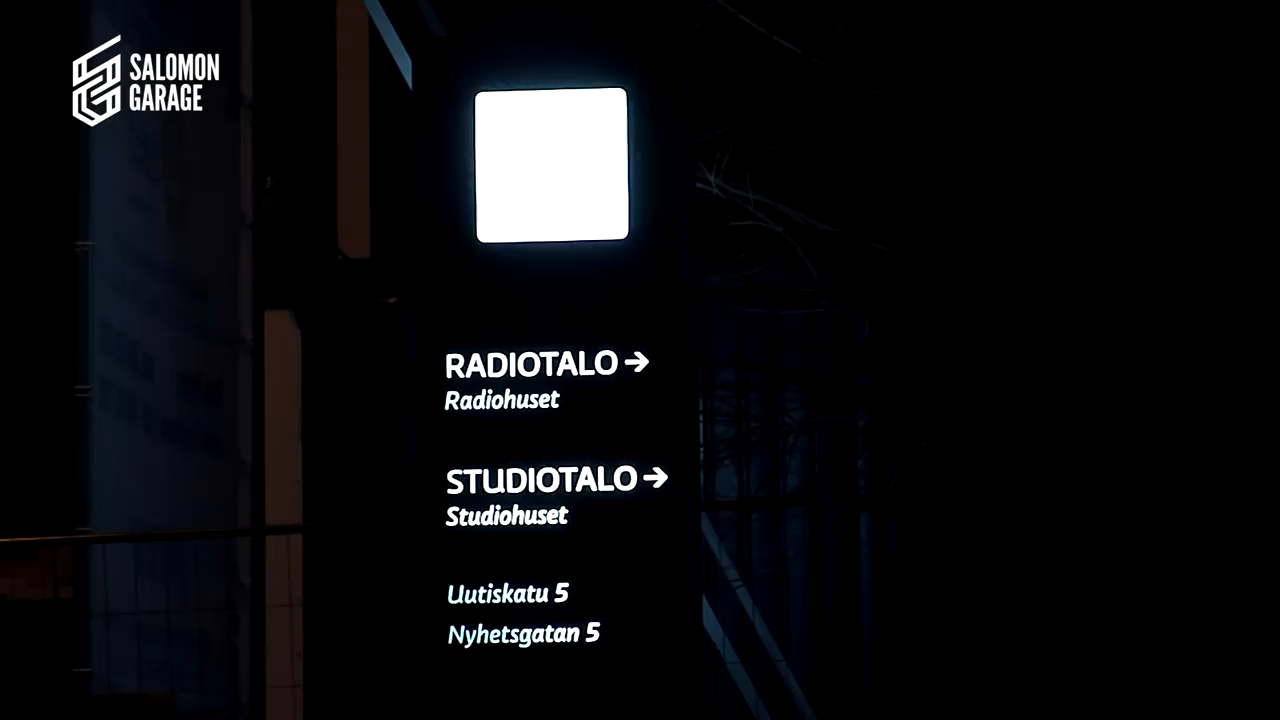 SALOMON
GARAGE
RADIOTALO →
Radiohuset
STUDIOTALO →
Studiohuset
Uutiskatu 5
Nyhetsgatan 5